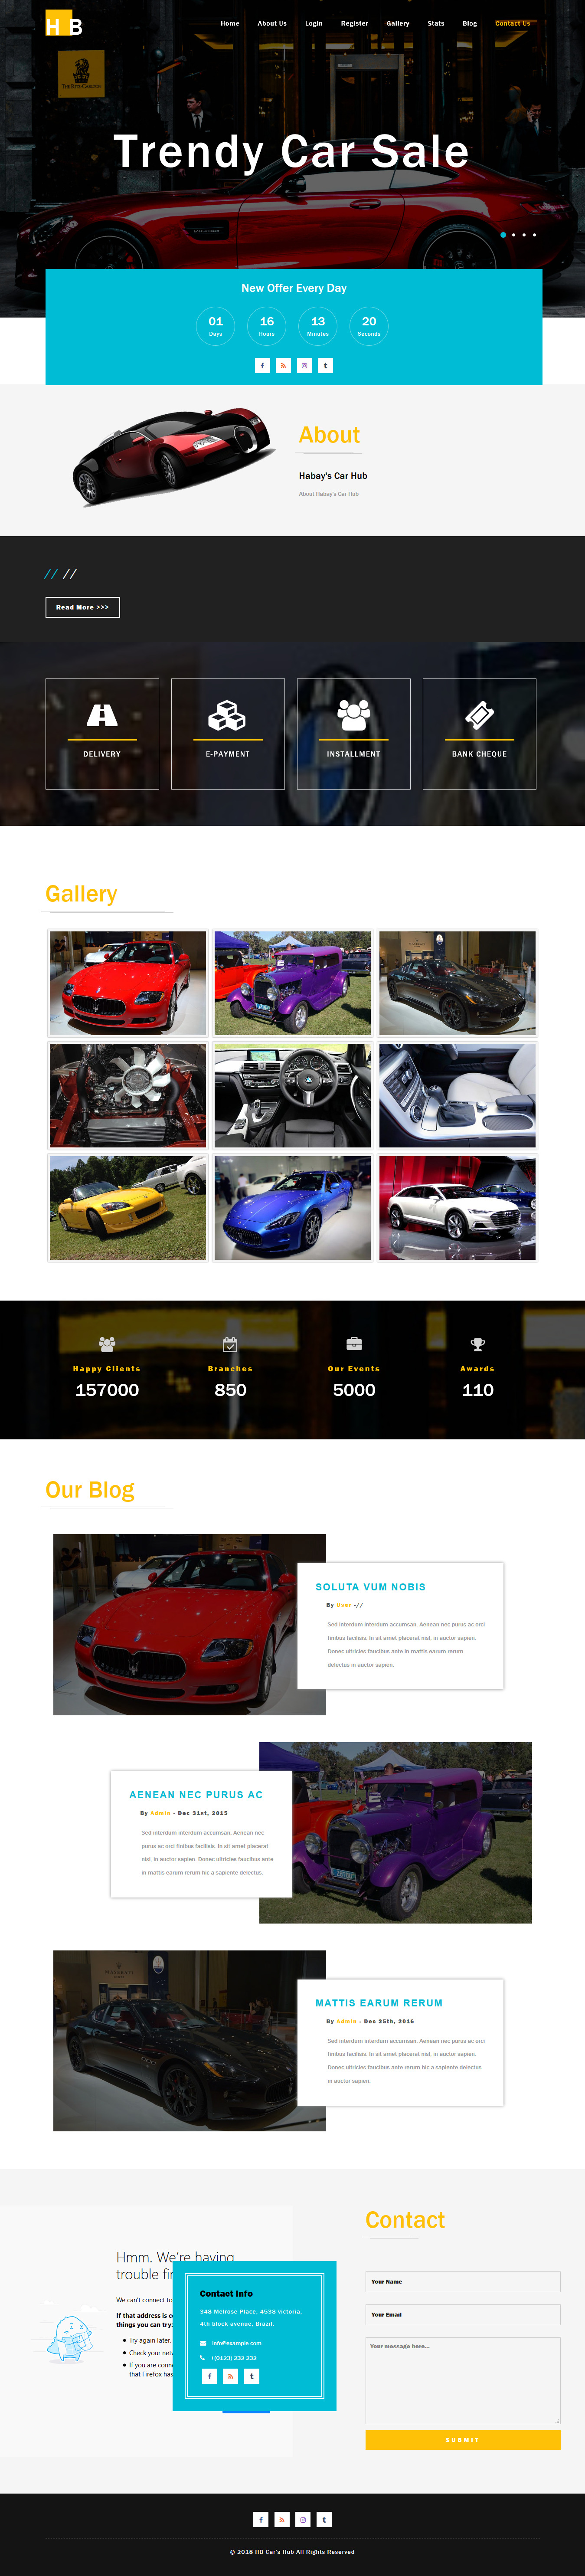 HB
Home About Us Login Register Gallery Stats Blog Contact Us
THE RITZ-CARLTON
Trendy Car Sale
New Offer Every Day
01 16 13 20
Days Hours Minutes Seconds
About
Habay's Car Hub
About Habay's Car Hub
// //
Read More >>>
DELIVERY E-PAYMENT INSTALLMENT BANK CHEQUE
Gallery
Happy Clients Branches Our Events Awards
157000 850 5000 110
Our Blog
SOLUTA VUM NOBIS
By User -//
Sed interdum interdum accumsan. Aenean nec purus ac orci
finibus facilisis. In sit amet placerat nisl, in auctor sapien.
Donec ultricies faucibus ante in mattis earum rerum
delectus in auctor sapien.
AENEAN NEC PURUS AC
By Admin - Dec 31st, 2015
Sed interdum interdum accumsan. Aenean nec
purus ac orci finibus facilisis. In sit amet placerat
nisl, in auctor sapien. Donec ultricies faucibus ante
in mattis earum rerum hic a sapiente delectus.
MATTIS EARUM RERUM
By Admin - Dec 25th, 2016
Sed interdum interdum accumsan. Aenean nec purus ac orci
finibus facilisis. In sit amet placerat nisl, in auctor sapien.
Donec ultricies faucibus ante rerum hic a sapiente delectus
in auctor sapien.
Hmm. We're having
trouble
We can't connect to
If that address is
things you can try:
Try again later.
Check your
If you are
that Firefox has
Contact Info
348 Melrose Place, 4538 victoria,
4th block avenue, Brazil.
info@example.com
+(0123) 232 232
Contact
Your Name
Your Email
Your message here...
SUBMIT
© 2018 HB Car's Hub All Rights Reserved